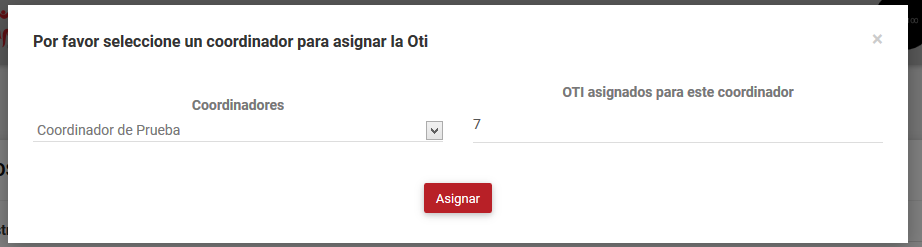 Por favor seleccione un coordinador para asignar la Oti
×
Coordinadores
OTI asignados para este coordinador
Coordinador de Prueba
7
Asignar